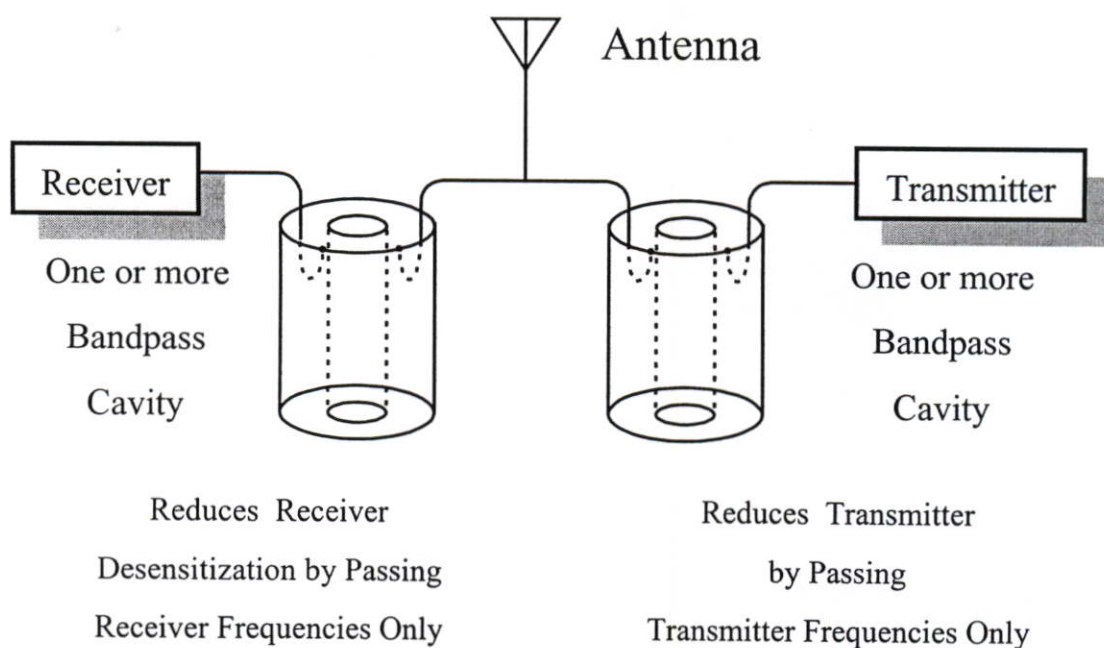 Antenna
Receiver
Transmitter
One or more
Bandpass
Cavity
One or more
Bandpass
Cavity
Reduces Receiver
Desensitization by Passing
Receiver Frequencies Only
Reduces Transmitter
by Passing
Transmitter Frequencies Only